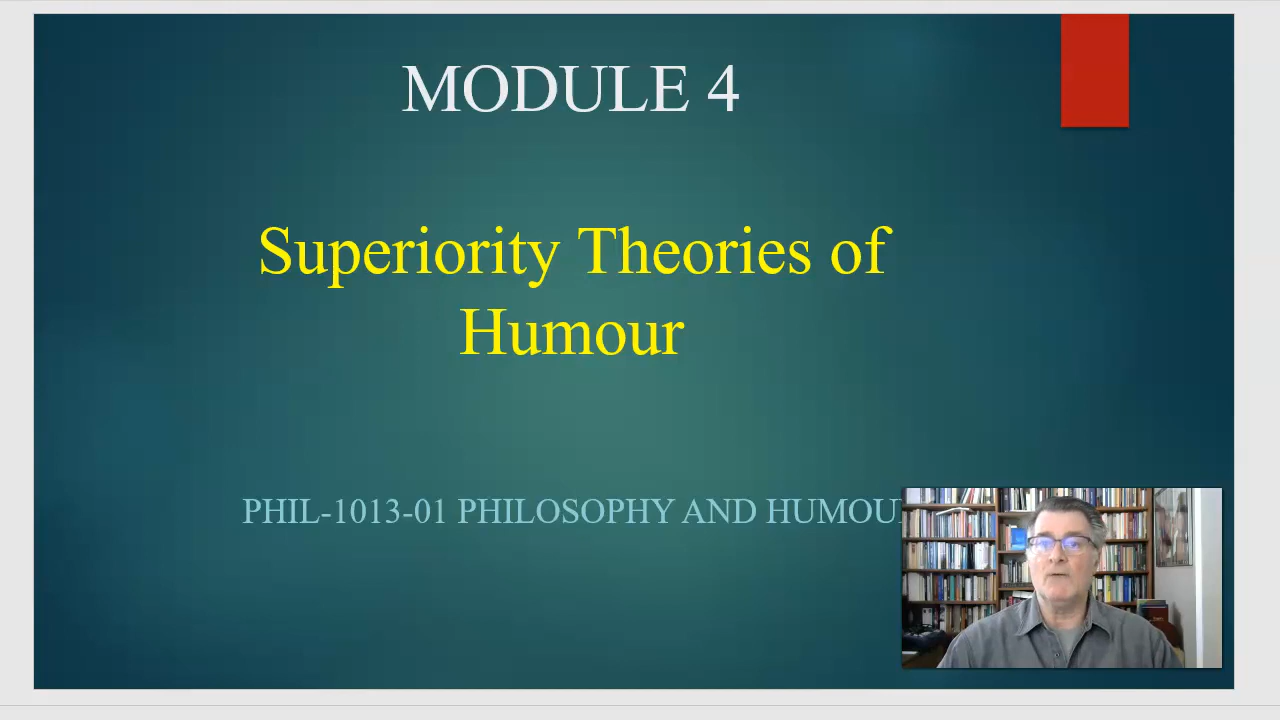 MODULE 4
Superiority Theories of
Humour
PHIL-1013-01 PHILOSOPHY AND HUMOU